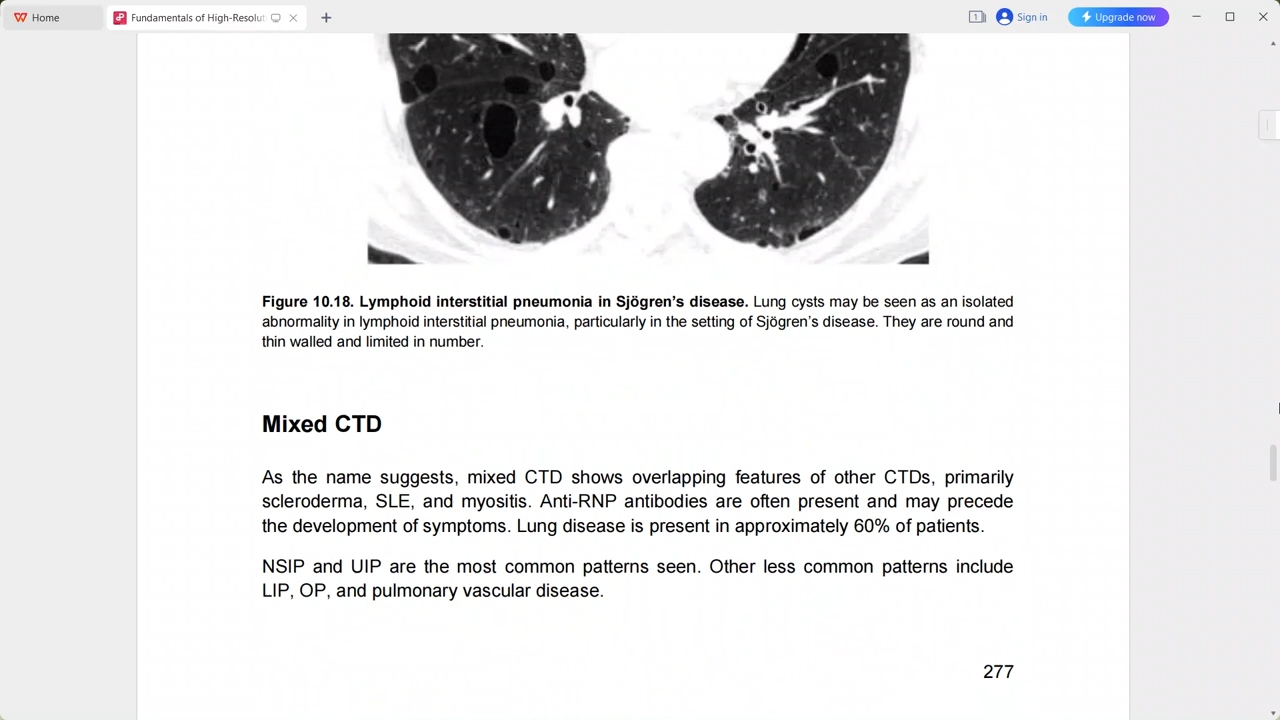 Home
Fundamentals of High-Resolut
1
Sign in
Upgrade now
Figure 10.18. Lymphoid interstitial pneumonia in Sjögren’s disease. Lung cysts may be seen as an isolated
abnormality in lymphoid interstitial pneumonia, particularly in the setting of Sjögren’s disease. They are round and
thin walled and limited in number.
Mixed CTD
As the name suggests, mixed CTD shows overlapping features of other CTDs, primarily
scleroderma, SLE, and myositis. Anti-RNP antibodies are often present and may precede
the development of symptoms. Lung disease is present in approximately 60% of patients.
NSIP and UIP are the most common patterns seen. Other less common patterns include
LIP, OP, and pulmonary vascular disease.
277